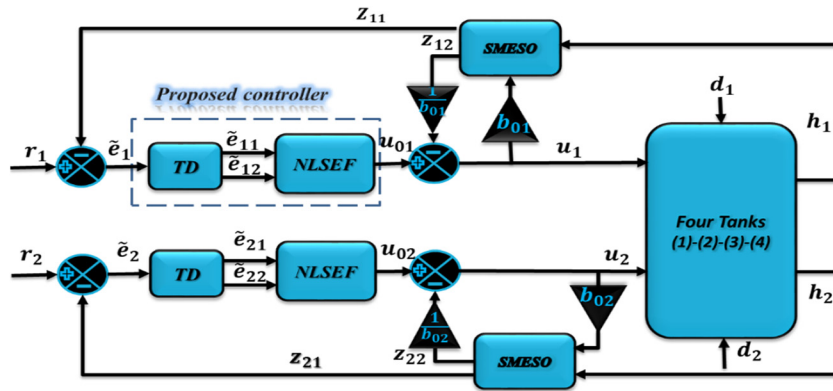 z₁₁
z₁₂
SMESO
Proposed controller
1/b₀₁
b₀₁
d₁
h₁
r₁
+
−
ẽ₁
TD
ẽ₁₁
ẽ₁₂
NLSEF
u₀₁
+
−
u₁
Four Tanks
(1)-(2)-(3)-(4)
r₂
+
−
ẽ₂
TD
ẽ₂₁
ẽ₂₂
NLSEF
u₀₂
+
−
u₂
h₂
b₀₂
1/b₀₂
z₂₁
z₂₂
SMESO
d₂